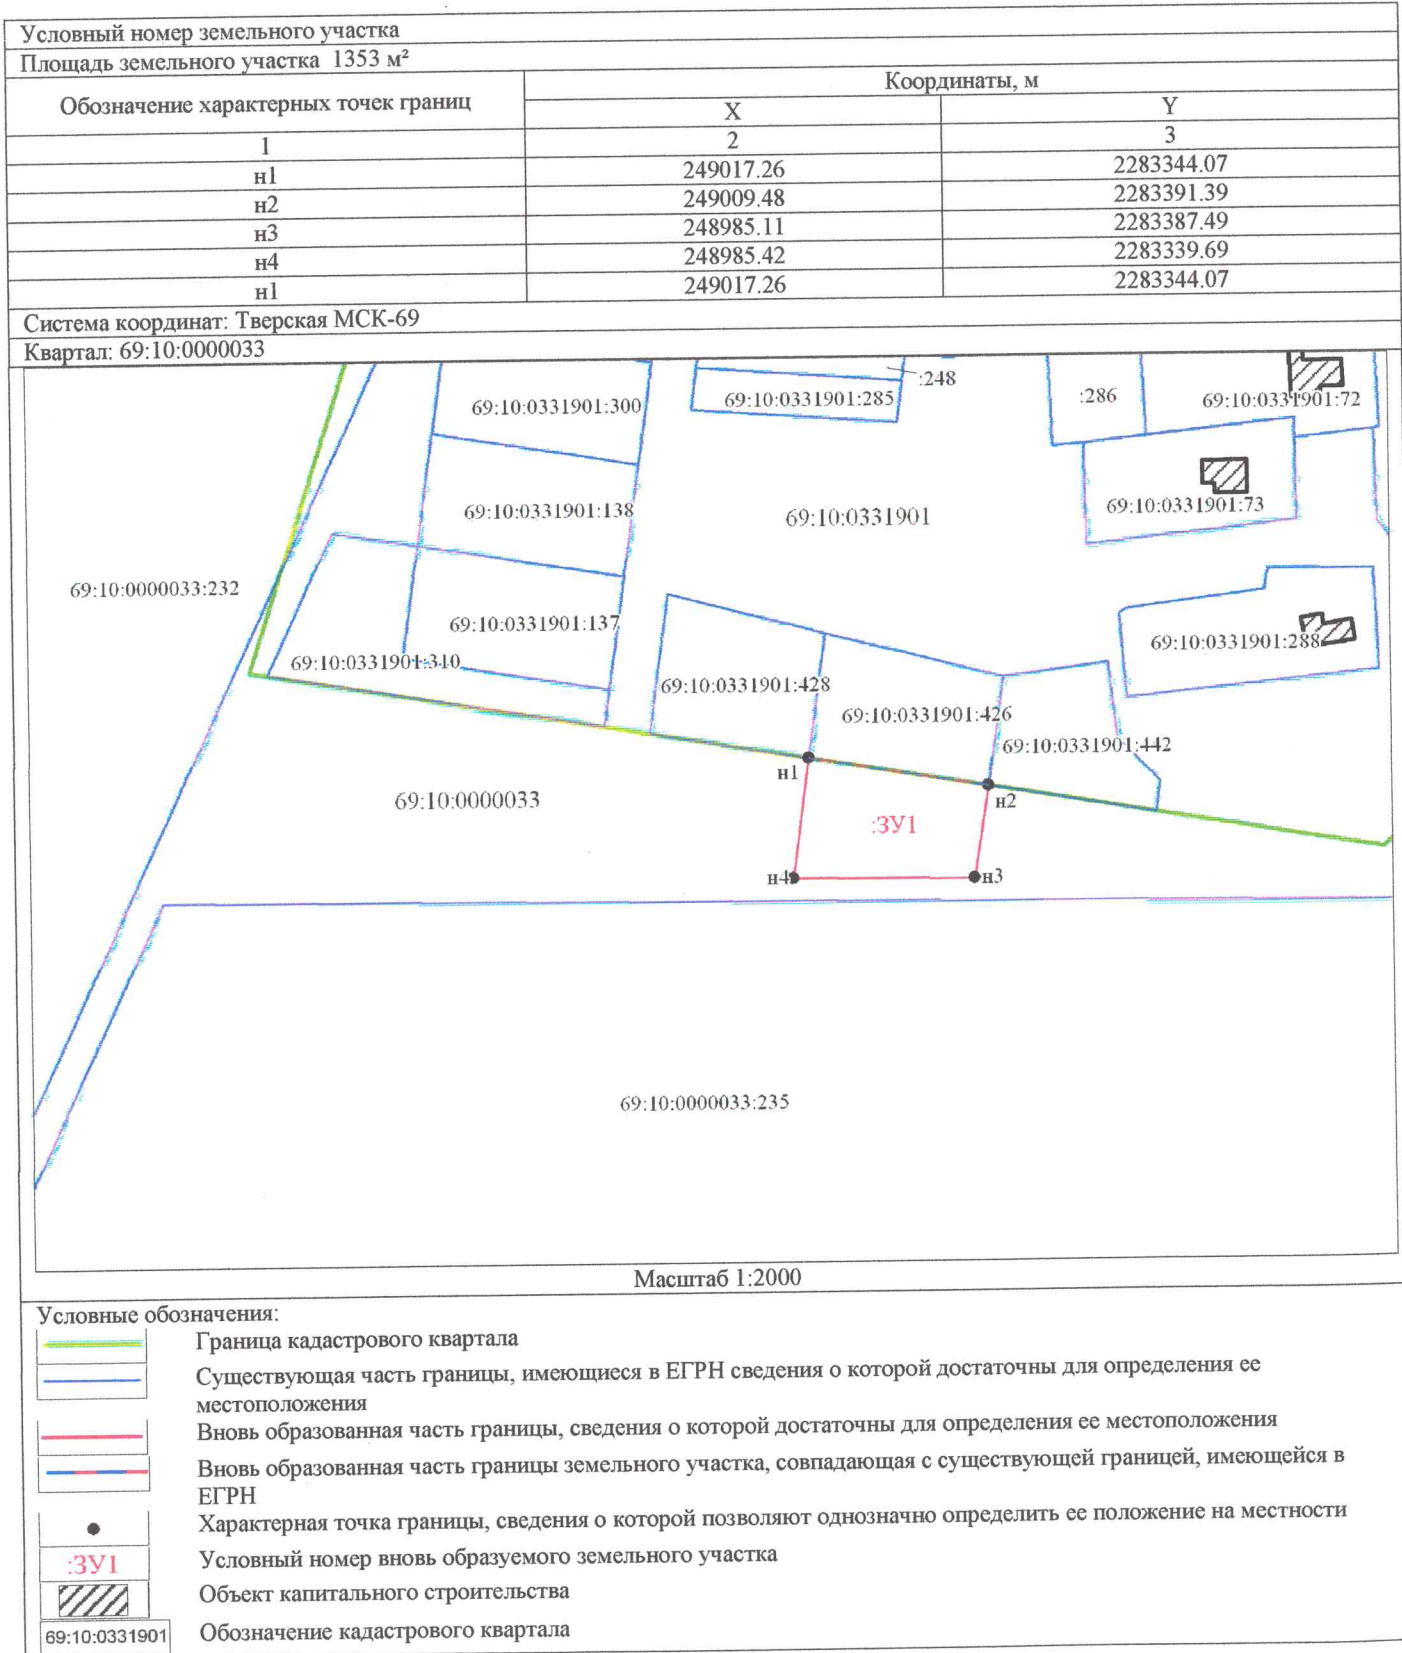 Условный номер земельного участка
Площадь земельного участка 1353 м²
Обозначение характерных точек границ
Координаты, м
X Y
1 2 3
н1 249017.26 2283344.07
н2 249009.48 2283391.39
н3 248985.11 2283387.49
н4 248985.42 2283339.69
н1 249017.26 2283344.07
Система координат: Тверская МСК-69
Квартал: 69:10:0000033
:248
69:10:0331901:300
69:10:0331901:285
:286
69:10:0331901:72
69:10:0331901:138
69:10:0331901
69:10:0331901:73
69:10:0000033:232
69:10:0331901:137
69:10:0331901:288
69:10:0331901:310
69:10:0331901:428
69:10:0331901:426
69:10:0331901:442
н1
н2
69:10:0000033
:ЗУ1
н4
н3
69:10:0000033:235
Масштаб 1:2000
Условные обозначения:
Граница кадастрового квартала
Существующая часть границы, имеющиеся в ЕГРН сведения о которой достаточны для определения ее
местоположения
Вновь образованная часть границы, сведения о которой достаточны для определения ее местоположения
Вновь образованная часть границы земельного участка, совпадающая с существующей границей, имеющейся в
ЕГРН
Характерная точка границы, сведения о которой позволяют однозначно определить ее положение на местности
:ЗУ1 Условный номер вновь образуемого земельного участка
Объект капитального строительства
69:10:0331901 Обозначение кадастрового квартала